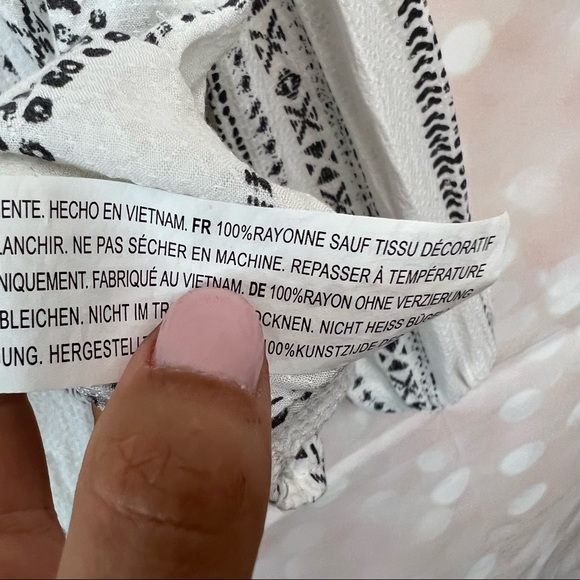 ENTE. HECHO EN VIETNAM. FR 100%RAYONNE SAUF TISSU DÉCORATIF
LANCHIR. NE PAS SÉCHER EN MACHINE. REPASSER À TEMPÉRATURE
NIQUEMENT. FABRIQUÉ AU VIETNAM. DE 100%RAYON OHNE VERZIERUNG.
BLEICHEN. NICHT IM TR OCKNEN. NICHT HEISS
UNG. HERGESTELL 100%KUNSTZIJDE